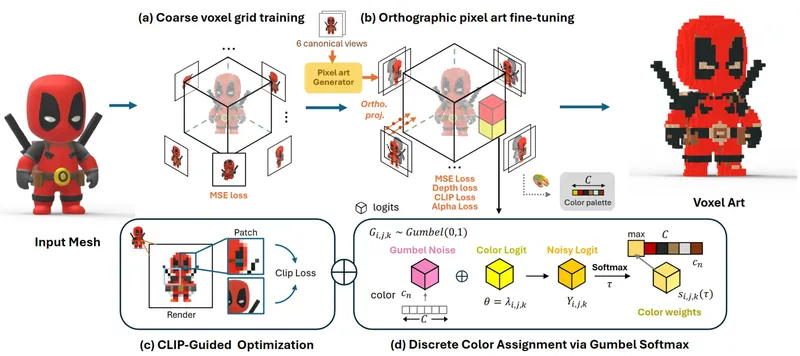 (a) Coarse voxel grid training
(b) Orthographic pixel art fine-tuning
6 canonical views
Pixel art
Generator
Ortho.
proj.
MSE loss
MSE Loss
Depth loss
CLIP Loss
Alpha Loss
C
Color palette
logits
Input Mesh
Voxel Art
Patch
Clip Loss
Render
(c) CLIP-Guided Optimization
G_{i,j,k} ~ Gumbel(0,1)
Gumbel Noise
Color Logit
Noisy Logit
Softmax
τ
max
C
c_n
color
c_n
C
θ = λ_{i,j,k}
Y_{i,j,k}
s_{i,j,k}(τ)
Color weights
(d) Discrete Color Assignment via Gumbel Softmax